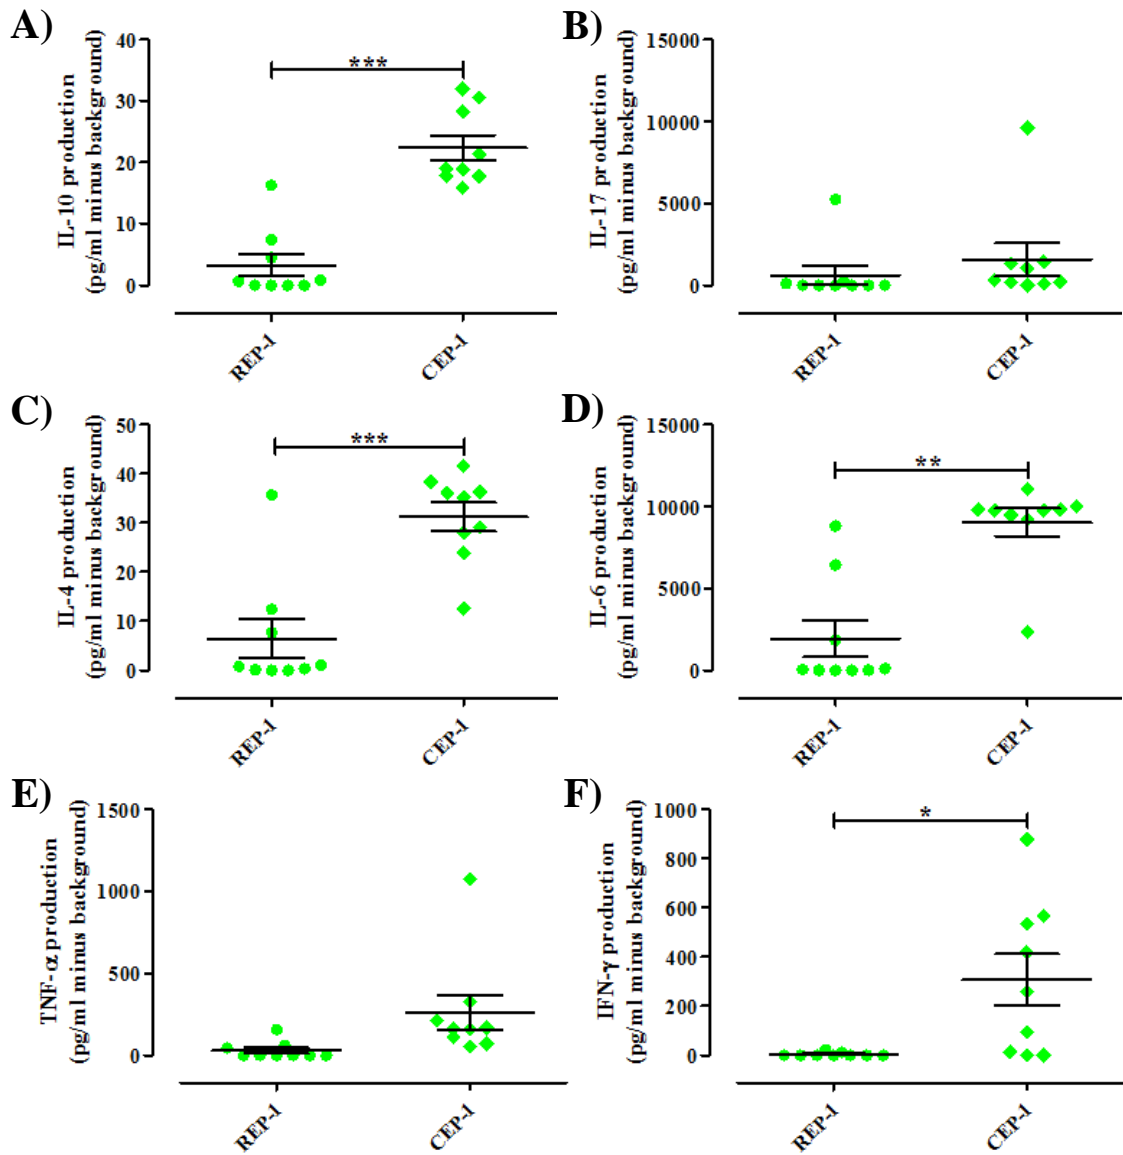 A)
IL-10 production
(pg/ml minus background)
40
30
20
10
0
***
REP-1
CEP-1
B)
IL-17 production
(pg/ml minus background)
15000
10000
5000
0
REP-1
CEP-1
C)
IL-4 production
(pg/ml minus background)
50
40
30
20
10
0
***
REP-1
CEP-1
D)
IL-6 production
(pg/ml minus background)
15000
10000
5000
0
**
REP-1
CEP-1
E)
TNF-α production
(pg/ml minus background)
1500
1000
500
0
REP-1
CEP-1
F)
IFN-γ production
(pg/ml minus background)
1000
800
600
400
200
0
*
REP-1
CEP-1